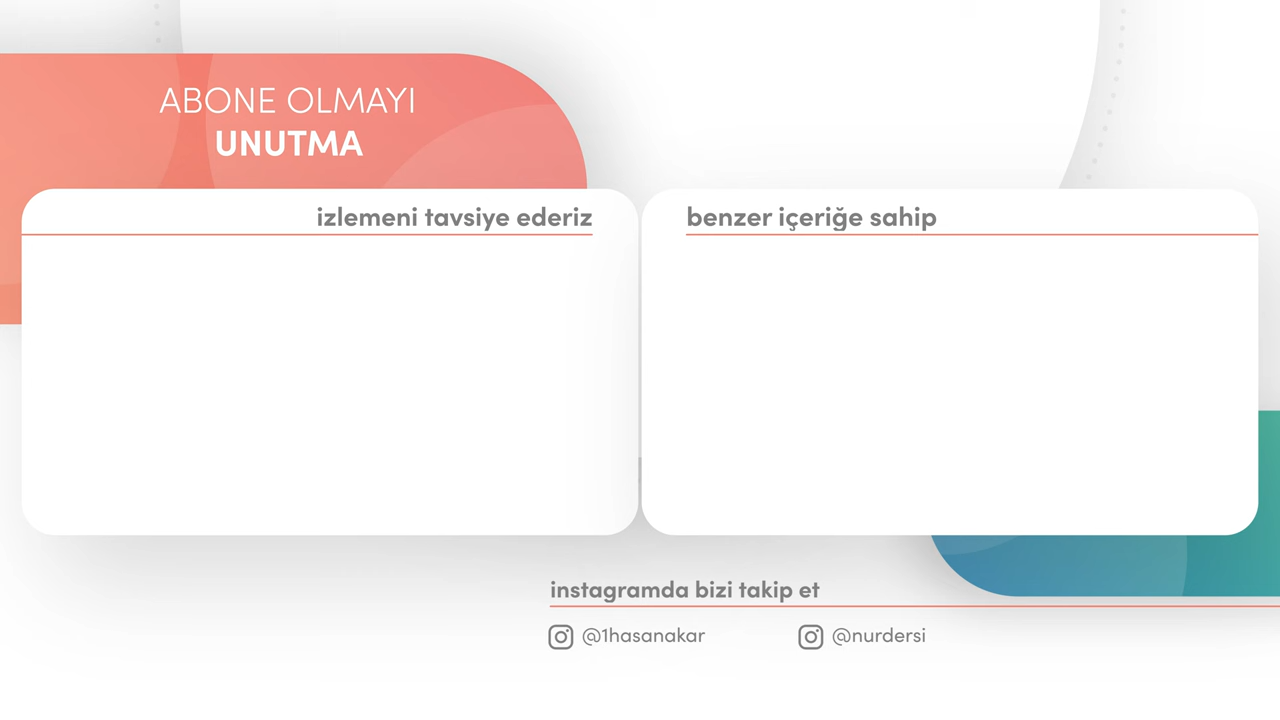 ABONE OLMAYI
UNUTMA
izlemeni tavsiye ederiz
benzer içeriğe sahip
instagramda bizi takip et
@1hasanakar
@nurdersi